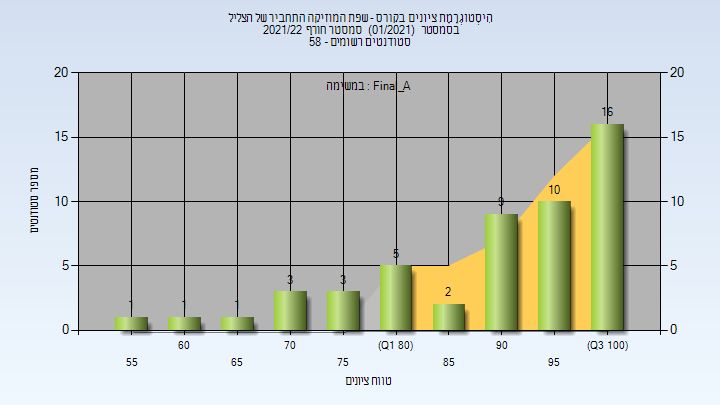 הִיסְטוֹגְרָמַת ציונים בקורס - שפת המוזיקה התחביר של הצליל
בסמסטר (01/2021) סמסטר חורף 2021/22
סטודנטים רשומים - 58
במשימה : Final_A
מספר סטודנטים
20 20
15 15
10 10
5 5
0 0
1 1 1 3 3 5 2 9 10 16
55 60 65 70 75 (Q1 80) 85 90 95 (Q3 100)
טווח ציונים